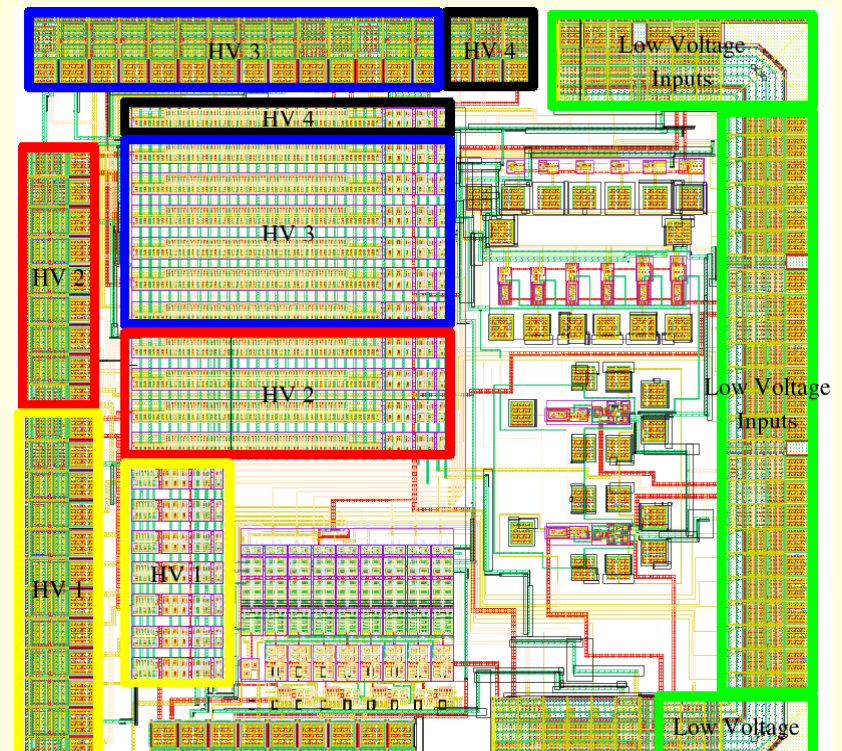 HV 3
HV 4
Low Voltage
Inputs
HV 4
HV 3
HV 2
HV 2
Low Voltage
Inputs
HV 1
HV 1
Low Voltage